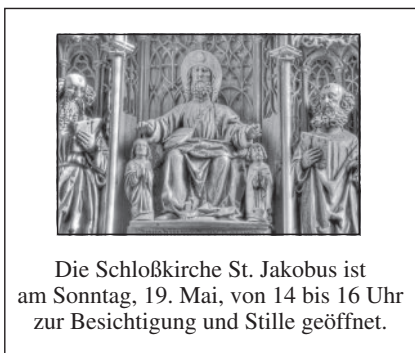 Die Schloßkirche St. Jakobus ist
am Sonntag, 19. Mai, von 14 bis 16 Uhr
zur Besichtigung und Stille geöffnet.